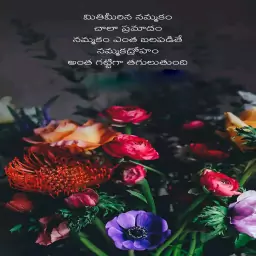 మితిమీరిన నమ్మకం
చాలా ప్రమాదం
నమ్మకం ఎంత బలపడితే
నమ్మకద్రోహం
అంత గట్టిగా తగులుతుంది